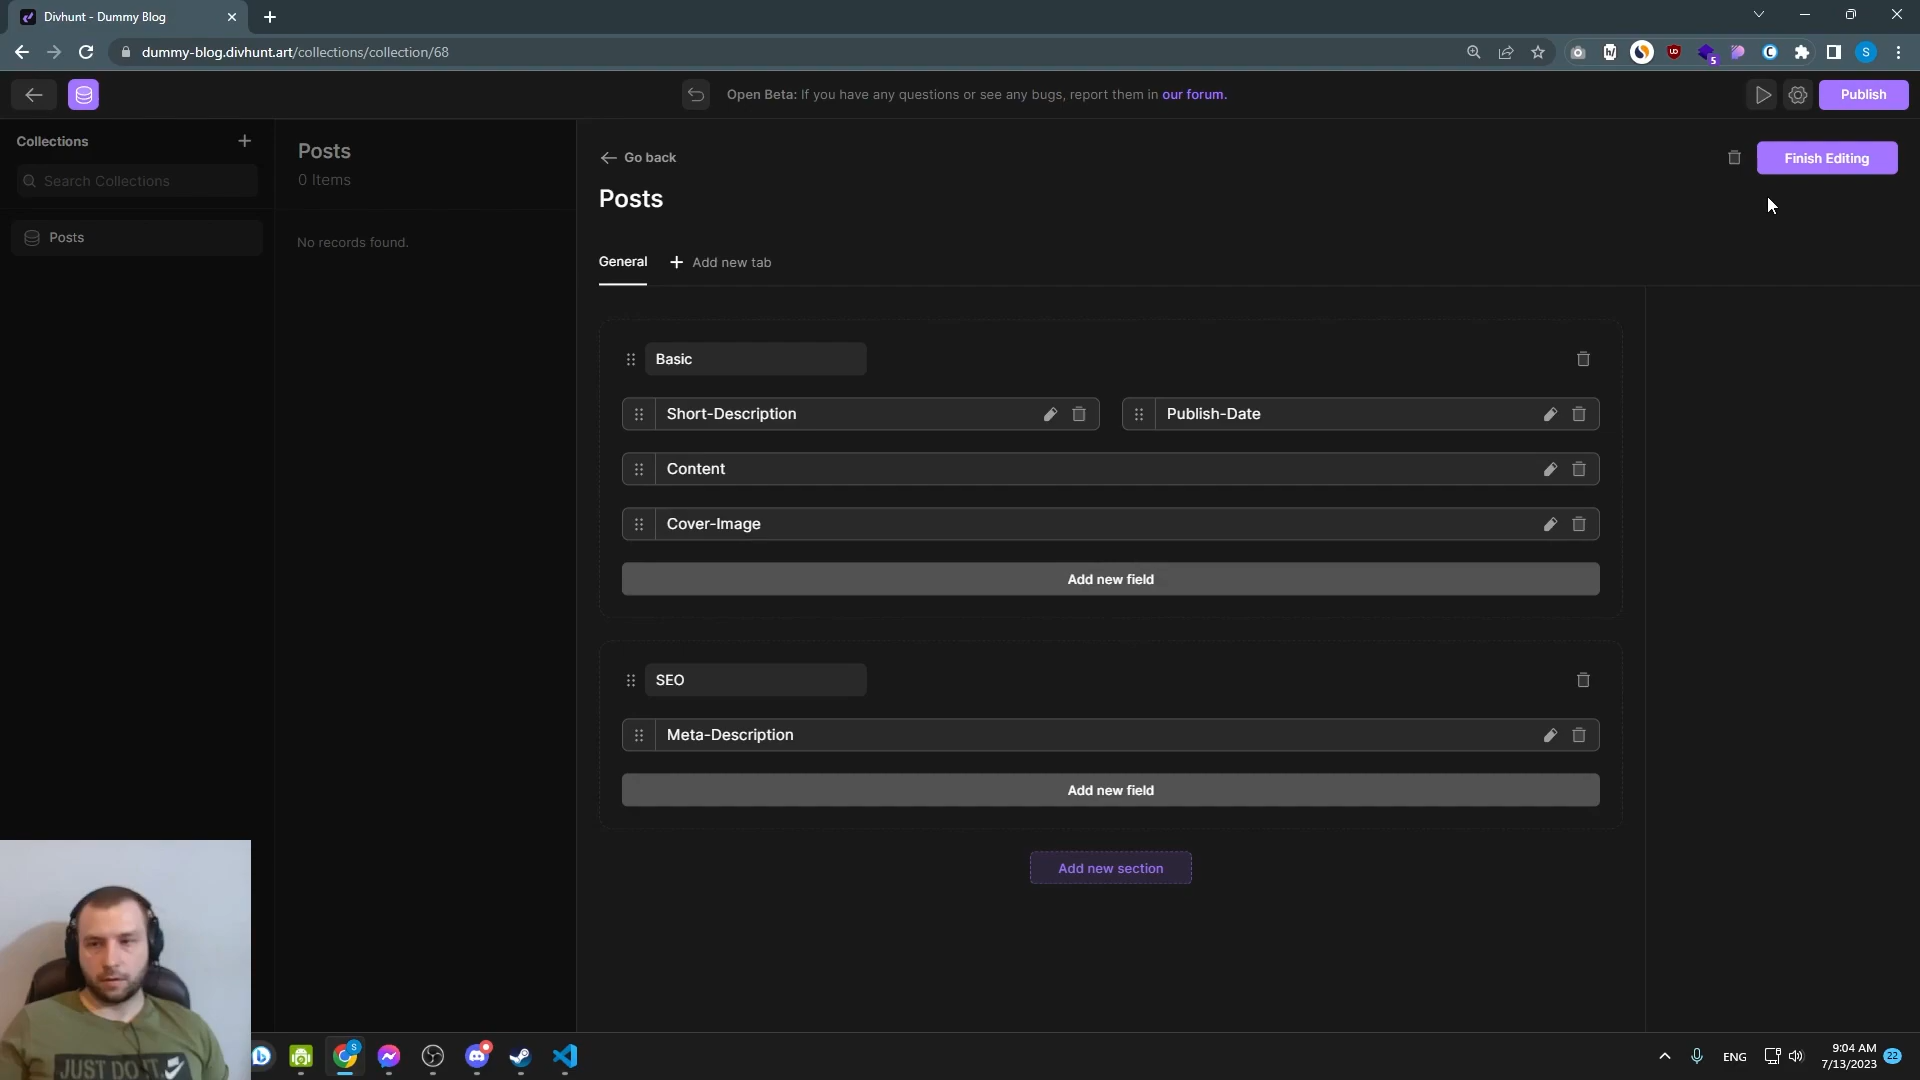 Divhunt - Dummy Blog
dummy-blog.divhunt.art/collections/collection/68
S
5
Open Beta: If you have any questions or see any bugs, report them in our forum.
Publish
Collections
Search Collections
Posts
Posts
0 Items
No records found.
Go back
Finish Editing
Posts
General
Add new tab
Basic
Short-Description
Publish-Date
Content
Cover-Image
Add new field
SEO
Meta-Description
Add new field
Add new section
JUST DO IT.
S
ENG
9:04 AM
7/13/2023
22